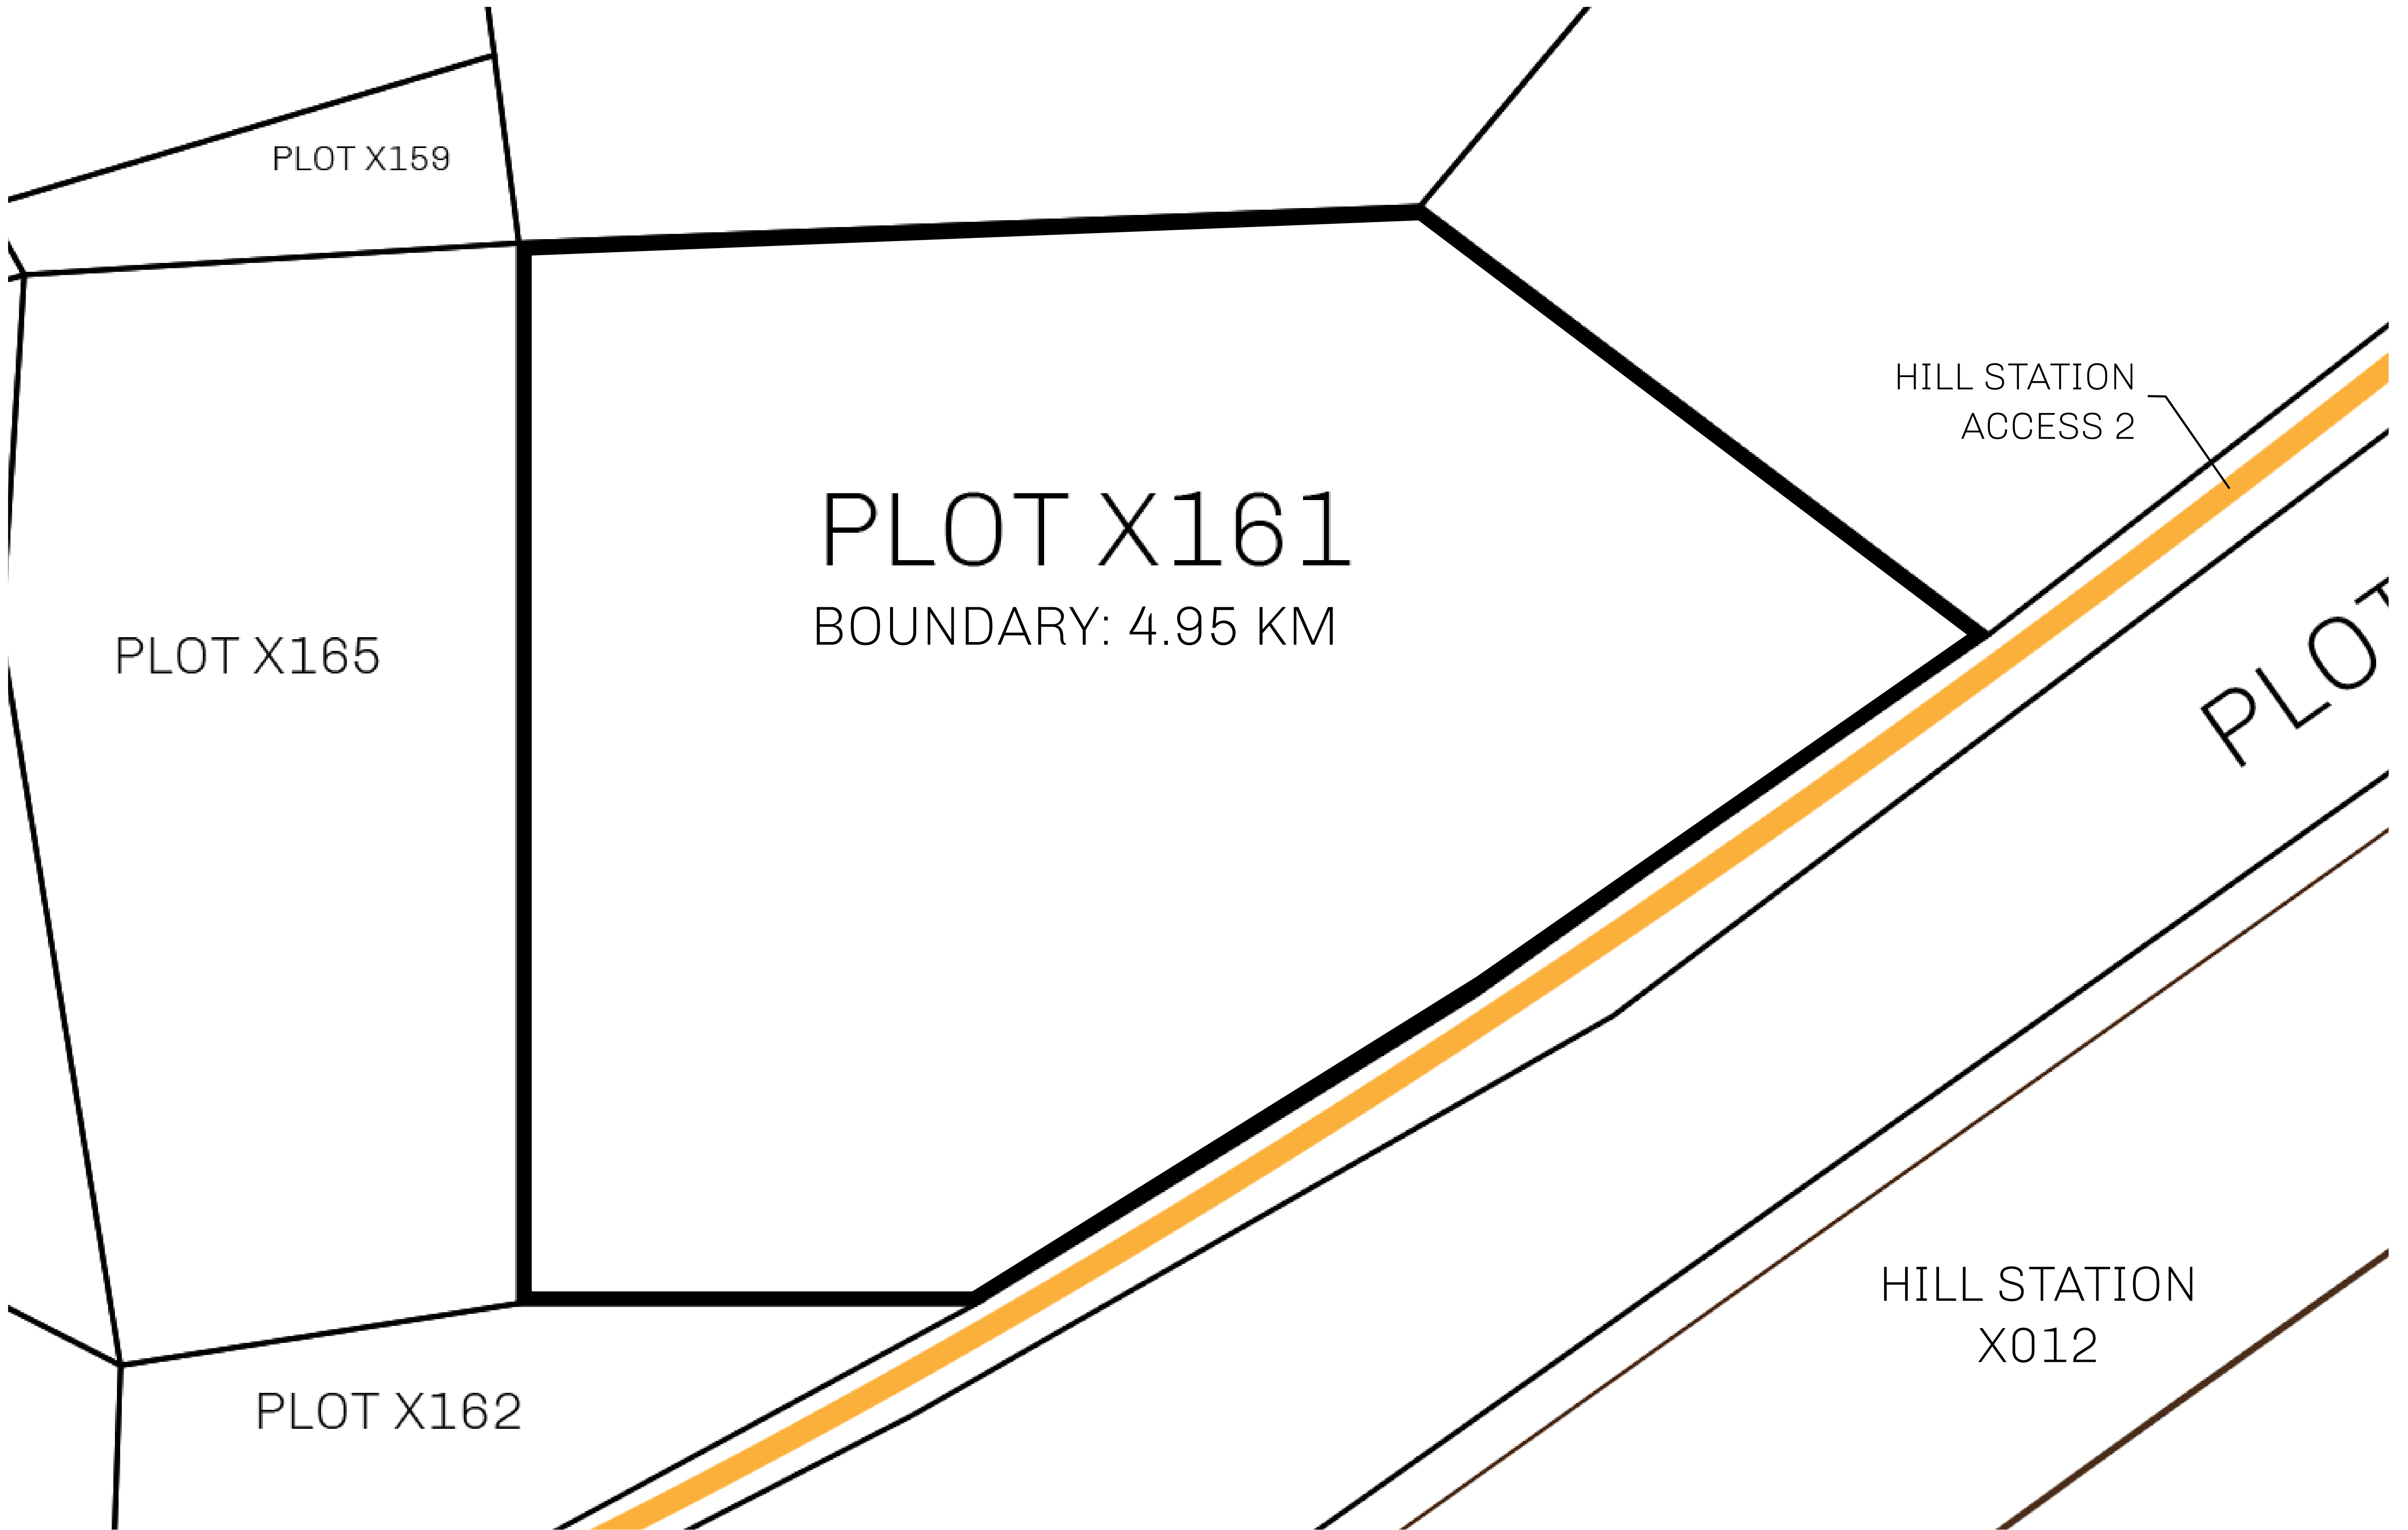 PLOT X159
HILL STATION
ACCESS 2
PLOT X161
BOUNDARY: 4.95 KM
PLOT X165
PLOT
HILL STATION
X012
PLOT X162